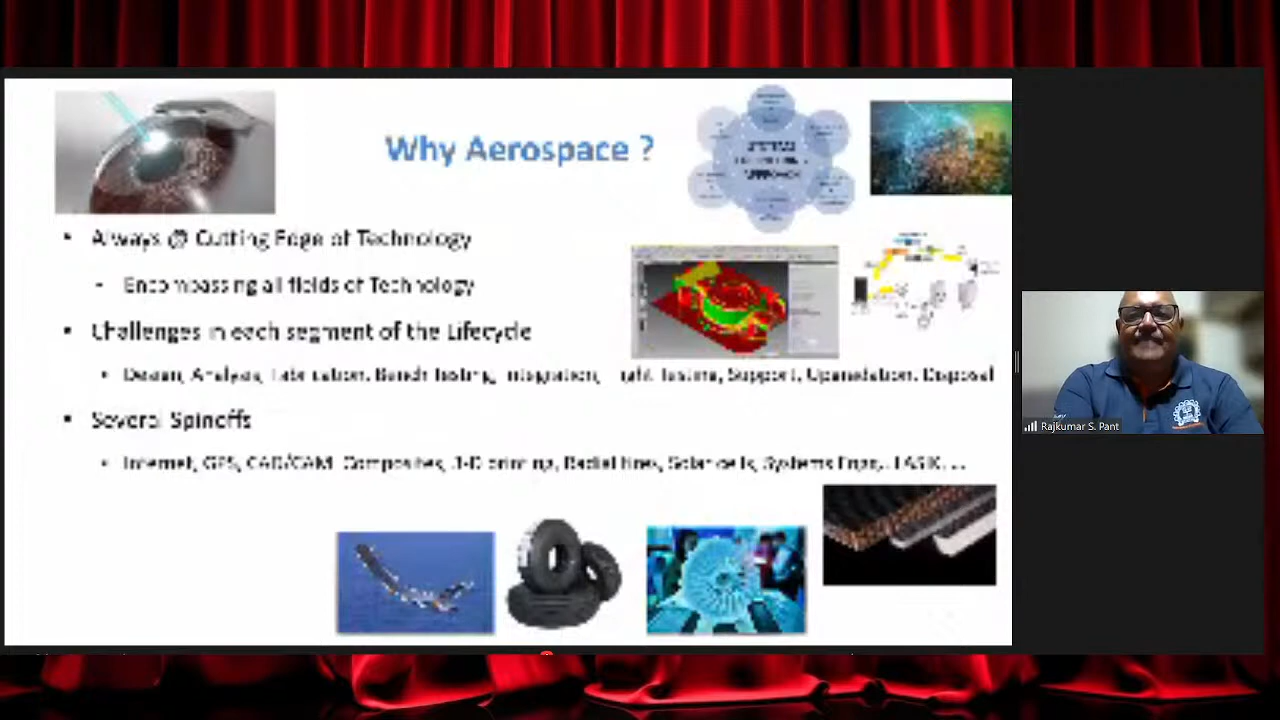 Why Aerospace ?
SYSTEMS
APPROACH
• Always @ Cutting Edge of Technology
- Encompassing all fields of Technology
• Challenges in each segment of the Lifecycle
• Design, Analysis, Fabrication, Bench Testing, Integration, Flight Testing, Support, Upgradation, Disposal
• Several Spinoffs
• Internet, GPS, CAD/CAM, Composites, 3-D printing, Radial tires, Solar cells, Systems Engg., LASIK, ...
Rajkumar S. Pant